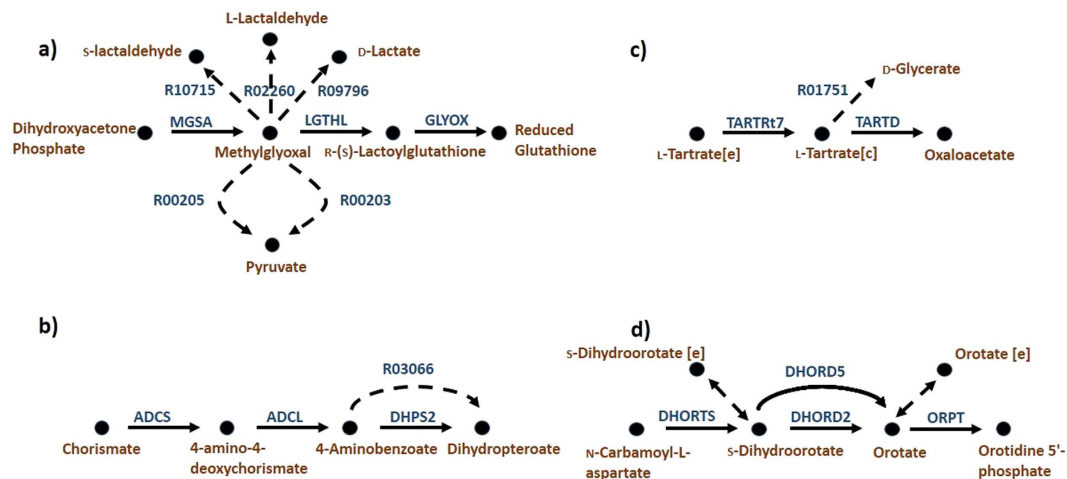 a)
L-Lactaldehyde
S-lactaldehyde
D-Lactate
R10715
R02260
R09796
MGSA
LGTHL
GLYOX
Dihydroxyacetone
Phosphate
Methylglyoxal
R-(S)-Lactoylglutathione
Reduced
Glutathione
R00205
R00203
Pyruvate
c)
D-Glycerate
R01751
TARTRt7
TARTD
L-Tartrate[e]
L-Tartrate[c]
Oxaloacetate
b)
R03066
ADCS
ADCL
DHPS2
Chorismate
4-amino-4-
deoxychorismate
4-Aminobenzoate
Dihydropteroate
d)
S-Dihydroorotate [e]
Orotate [e]
DHORD5
DHORTS
DHORD2
ORPT
N-Carbamoyl-L-
aspartate
S-Dihydroorotate
Orotate
Orotidine 5'-
phosphate